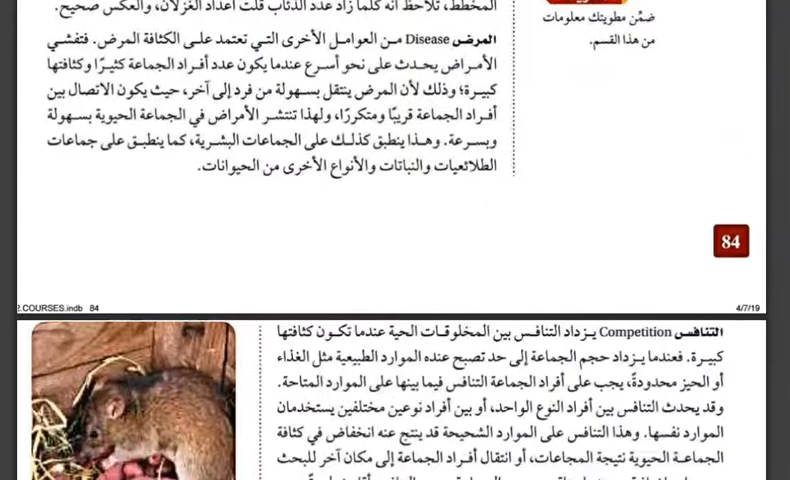 المخطط، تلاحظ أنه كلما زاد عدد الذئاب قلت أعداد الغزلان، والعكس صحيح.
المرض Disease من العوامل الأخرى التي تعتمد على الكثافة المرض. فتفشي
الأمراض يحدث على نحو أسرع عندما يكون عدد أفراد الجماعة كثيرًا وكثافتها
كبيرة؛ وذلك لأن المرض ينتقل بسهولة من فرد إلى آخر، حيث يكون الاتصال بين
أفراد الجماعة قريبًا ومتكررًا، ولهذا تنتشر الأمراض في الجماعة الحيوية بسهولة
وبسرعة. وهذا ينطبق كذلك على الجماعات البشرية، كما ينطبق على جماعات
الطلائعيات والنباتات والأنواع الأخرى من الحيوانات.
ضمّن مطويتك معلومات
من هذا القسم.
84
2.COURSES.indb 84
4/7/19
التنافس Competition يزداد التنافس بين المخلوقات الحية عندما تكون كثافتها
كبيرة. فعندما يزداد حجم الجماعة إلى حد تصبح عنده الموارد الطبيعية مثل الغذاء
أو الحيز محدودةً، يجب على أفراد الجماعة التنافس فيما بينها على الموارد المتاحة.
وقد يحدث التنافس بين أفراد النوع الواحد، أو بين أفراد نوعين مختلفين يستخدمان
الموارد نفسها. وهذا التنافس على الموارد الشحيحة قد ينتج عنه انخفاض في كثافة
الجماعة الحيوية نتيجة المجاعات، أو انتقال أفراد الجماعة إلى مكان آخر للبحث